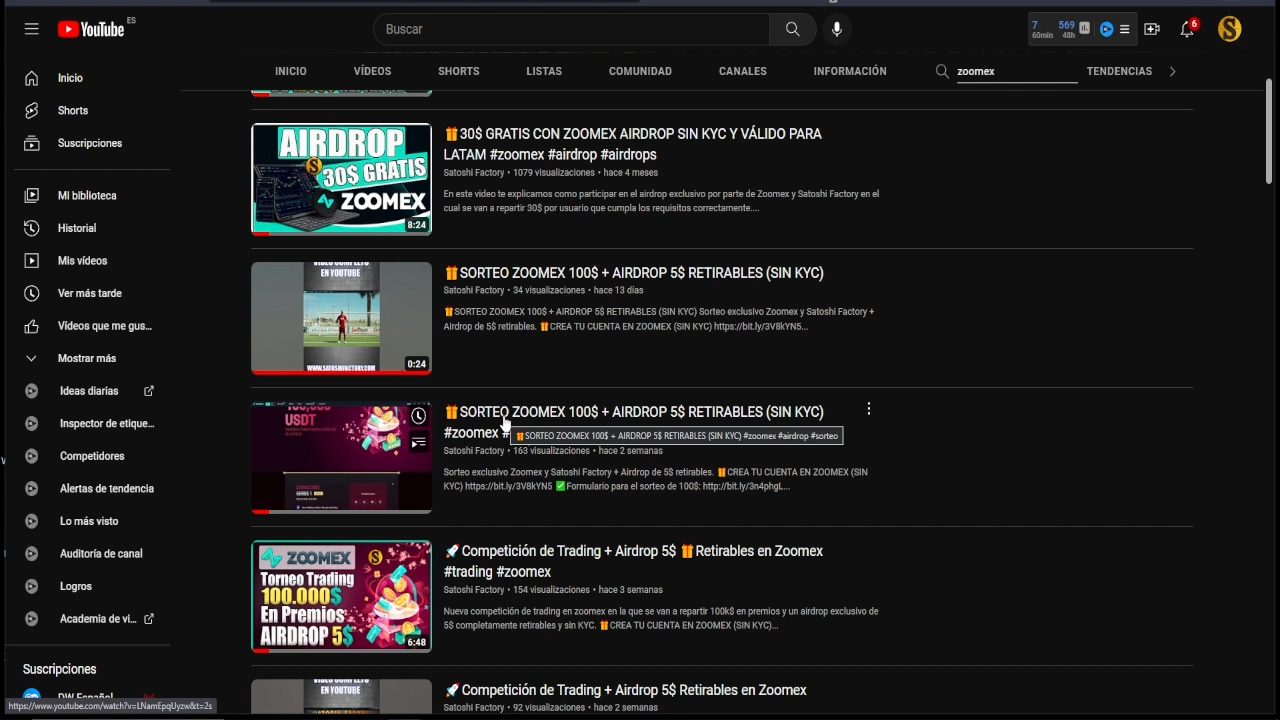 YouTube ES
Buscar
7 569
60min 48h
6
INICIO VÍDEOS SHORTS LISTAS COMUNIDAD CANALES INFORMACIÓN zoomex TENDENCIAS
Inicio
Shorts
Suscripciones
Mi biblioteca
Historial
Mis vídeos
Ver más tarde
Vídeos que me gus...
Mostrar más
Ideas diarias
Inspector de etique...
Competidores
Alertas de tendencia
Lo más visto
Auditoría de canal
Logros
Academia de vi...
Suscripciones
DW Español
AIRDROP
30$ GRATIS
ZOOMEX
8:24
🎁30$ GRATIS CON ZOOMEX AIRDROP SIN KYC Y VÁLIDO PARA
LATAM #zoomex #airdrop #airdrops
Satoshi Factory • 1079 visualizaciones • hace 4 meses
En este video te explicamos como participar en el airdrop exclusivo por parte de Zoomex y Satoshi Factory en el
cual se van a repartir 30$ por usuario que cumpla los requisitos correctamente....
VIDEO COMPLETO
EN YOUTUBE
WWW.SATOSHIFACTORY.COM
0:24
🎁SORTEO ZOOMEX 100$ + AIRDROP 5$ RETIRABLES (SIN KYC)
Satoshi Factory • 34 visualizaciones • hace 13 días
🎁SORTEO ZOOMEX 100$ + AIRDROP 5$ RETIRABLES (SIN KYC) Sorteo exclusivo Zoomex y Satoshi Factory +
Airdrop de 5$ retirables. 🎁CREA TU CUENTA EN ZOOMEX (SIN KYC) https://bit.ly/3V8kYN5...
100,000
USDT
SERIES 1
🎁SORTEO ZOOMEX 100$ + AIRDROP 5$ RETIRABLES (SIN KYC)
#zoomex #
🎁SORTEO ZOOMEX 100$ + AIRDROP 5$ RETIRABLES (SIN KYC) #zoomex #airdrop #sorteo
Satoshi Factory • 163 visualizaciones • hace 2 semanas
Sorteo exclusivo Zoomex y Satoshi Factory + Airdrop de 5$ retirables. 🎁CREA TU CUENTA EN ZOOMEX (SIN
KYC) https://bit.ly/3V8kYN5 ✅Formulario para el sorteo de 100$: http://bit.ly/3n4phgL...
ZOOMEX
Torneo Trading
100.000$
En Premios
AIRDROP 5$
6:48
🚀Competición de Trading + Airdrop 5$ 🎁Retirables en Zoomex
#trading #zoomex
Satoshi Factory • 154 visualizaciones • hace 3 semanas
Nueva competición de trading en zoomex en la que se van a repartir 100k$ en premios y un airdrop exclusivo de
5$ completamente retirables y sin KYC. 🎁CREA TU CUENTA EN ZOOMEX (SIN KYC)...
VIDEO COMPLETO
EN YOUTUBE
🚀Competición de Trading + Airdrop 5$ Retirables en Zoomex
Satoshi Factory • 92 visualizaciones • hace 2 semanas
https://www.youtube.com/watch?v=LNamEpqUyzw&t=2s